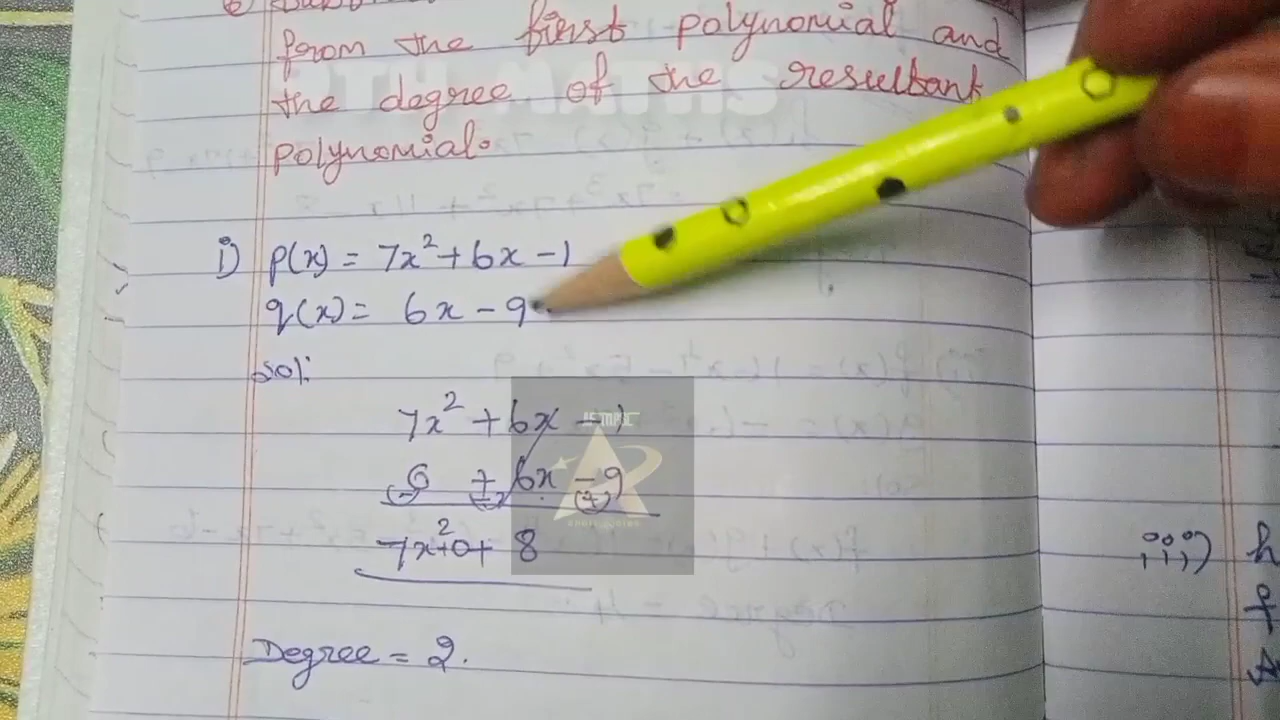 from the first polynomial and
the degree of the resultant
polynomial.
i) p(x) = 7x² + 6x - 1
q(x) = 6x - 9
Sol:
7x² + 6x - 1
0 + 6x - 9
(-) (-) (+)
7x²+0+ 8
Degree = 2.